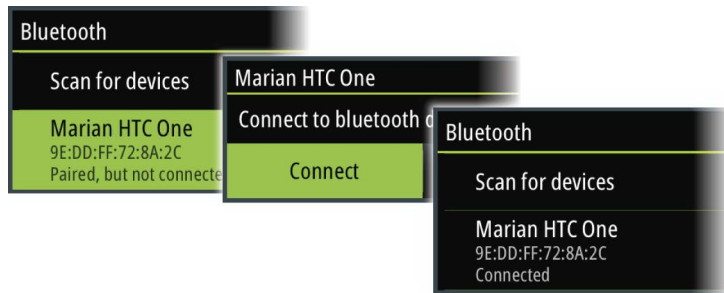 Bluetooth
Scan for devices
Marian HTC One
9E:DD:FF:72:8A:2C
Paired, but not connecte
Marian HTC One
Connect to bluetooth d
Connect
Bluetooth
Scan for devices
Marian HTC One
9E:DD:FF:72:8A:2C
Connected